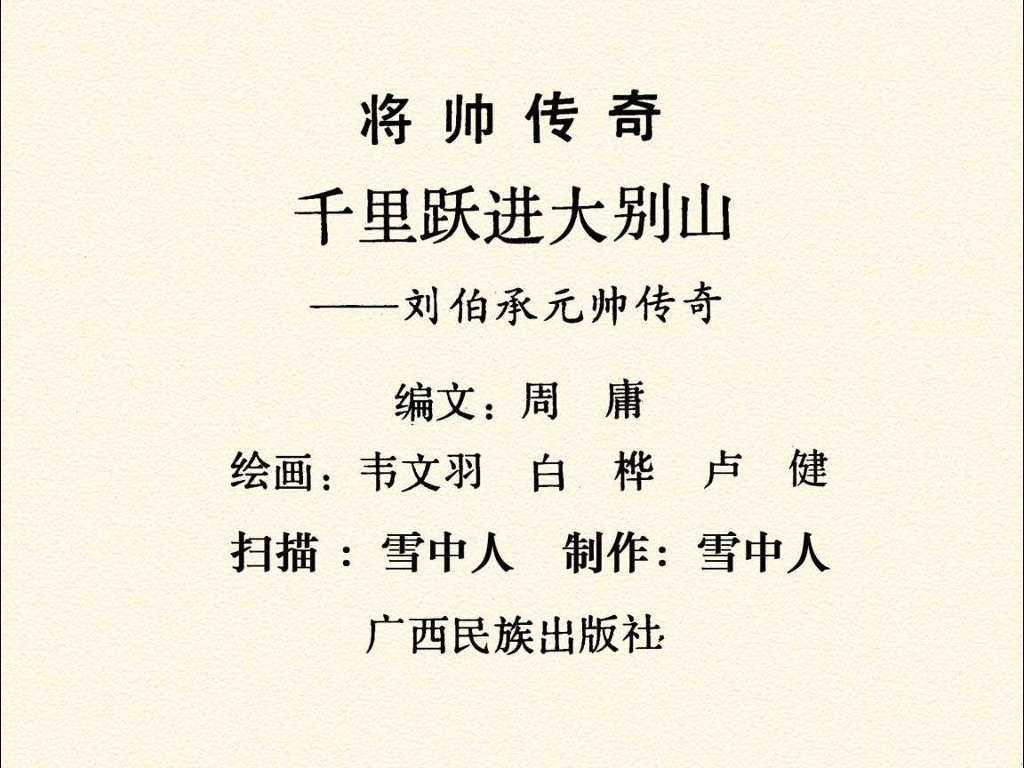 将帅传奇
千里跃进大别山
——刘伯承元帅传奇
编文：周 庸
绘画：韦文羽 白 桦 卢 健
扫描：雪中人 制作：雪中人
广西民族出版社